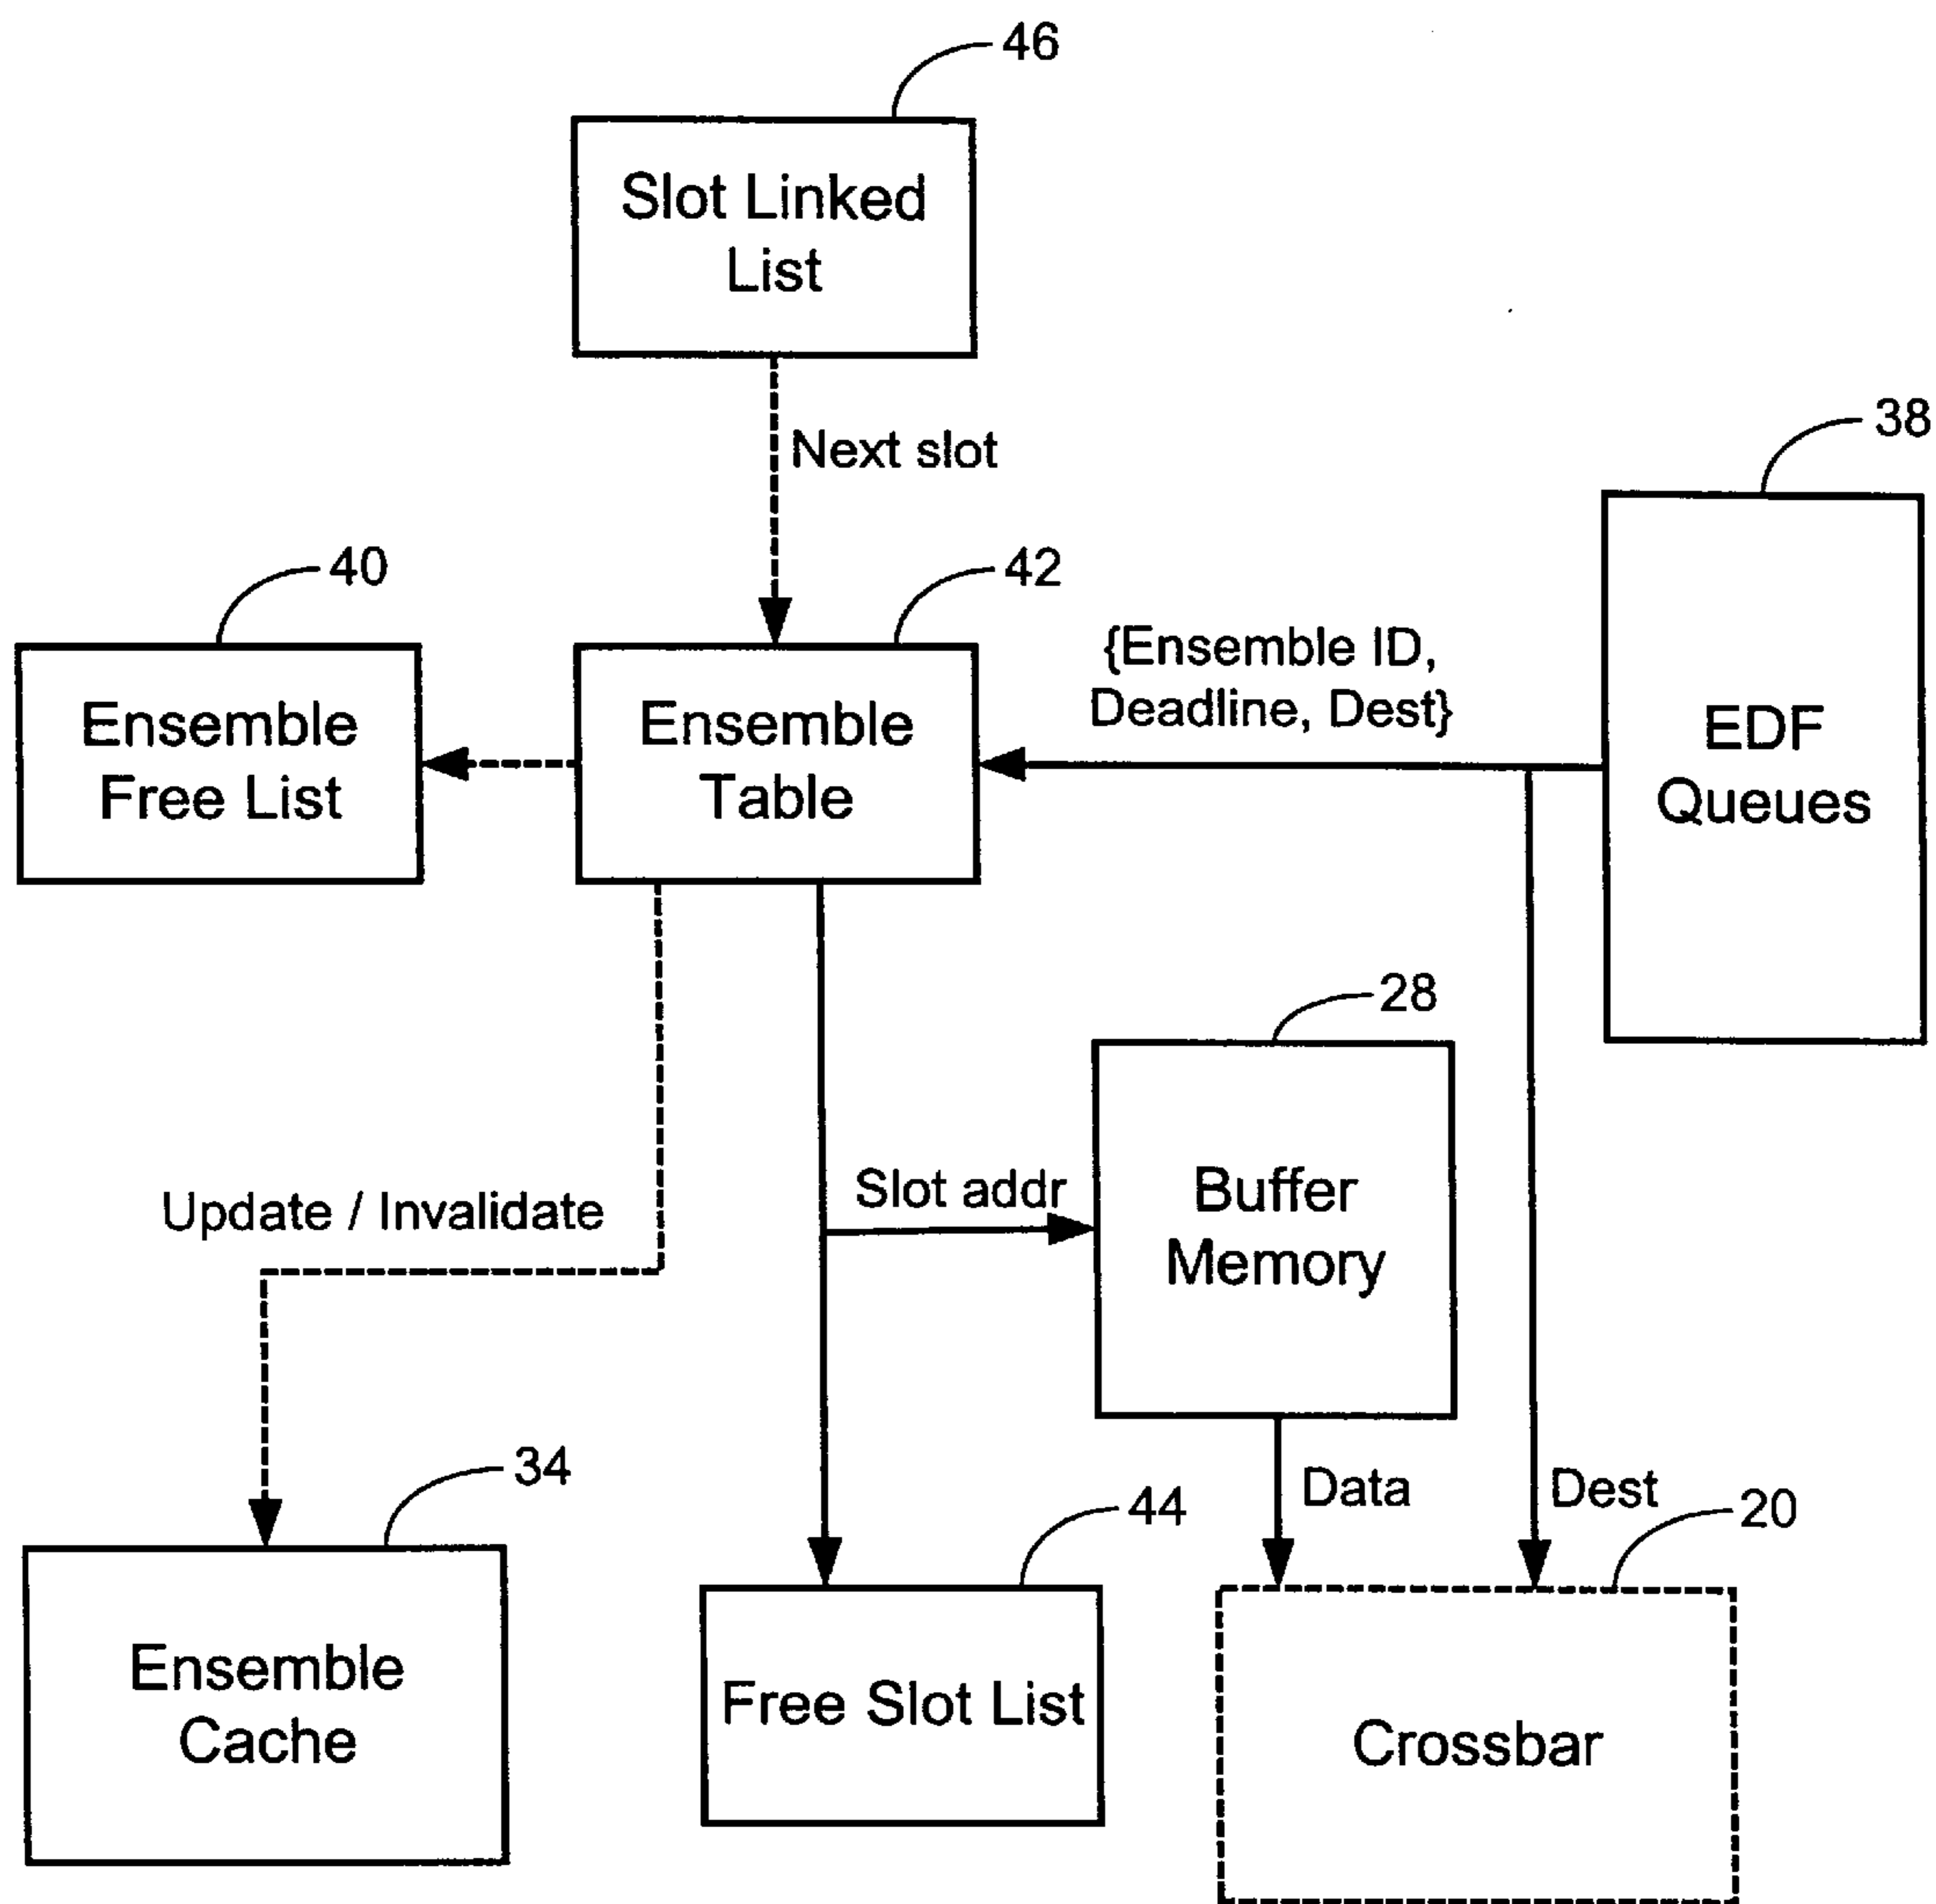 46
Slot Linked
List
Next slot
38
40
42
{Ensemble ID,
Deadline, Dest}
Ensemble
Free List
Ensemble
Table
EDF
Queues
28
Slot addr
Buffer
Memory
Update / Invalidate
34
Data
Dest
44
20
Ensemble
Cache
Free Slot List
Crossbar